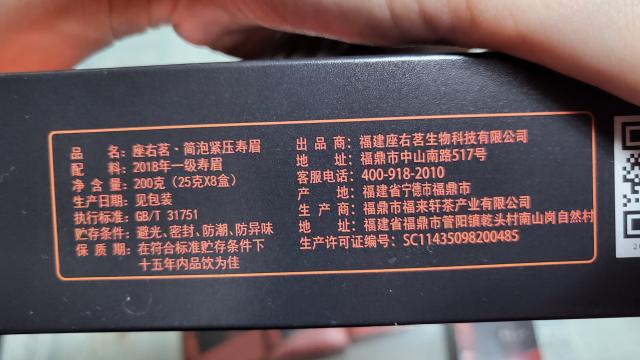 品名：座右茗·简泡紧压寿眉
配料：2018年一级寿眉
净含量：200克（25克X8盒）
生产日期：见包装
执行标准：GB/T 31751
贮存条件：避光、密封、防潮、防异味
保质期：在符合标准贮存条件下
十五年内品饮为佳
出品商：福建座右茗生物科技有限公司
地址：福鼎市中山南路517号
客服电话：400-918-2010
产地：福建省宁德市福鼎市
生产商：福鼎市福来轩茶产业有限公司
地址：福建省福鼎市管阳镇乾头村南山岗自然村
生产许可证编号：SC11435098200485